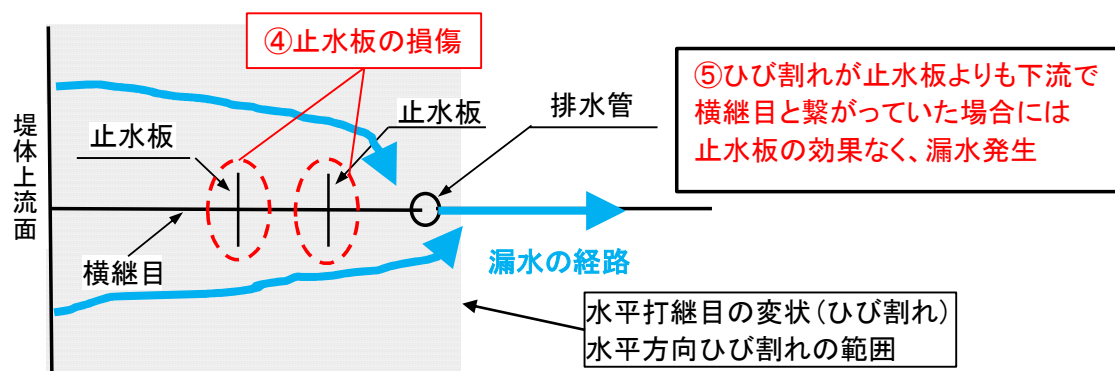 ④止水板の損傷
⑤ひび割れが止水板よりも下流で
横継目と繋がっていた場合には
止水板の効果なく、漏水発生
堤体上流面
止水板
止水板
排水管
横継目
漏水の経路
水平打継目の変状(ひび割れ)
水平方向ひび割れの範囲